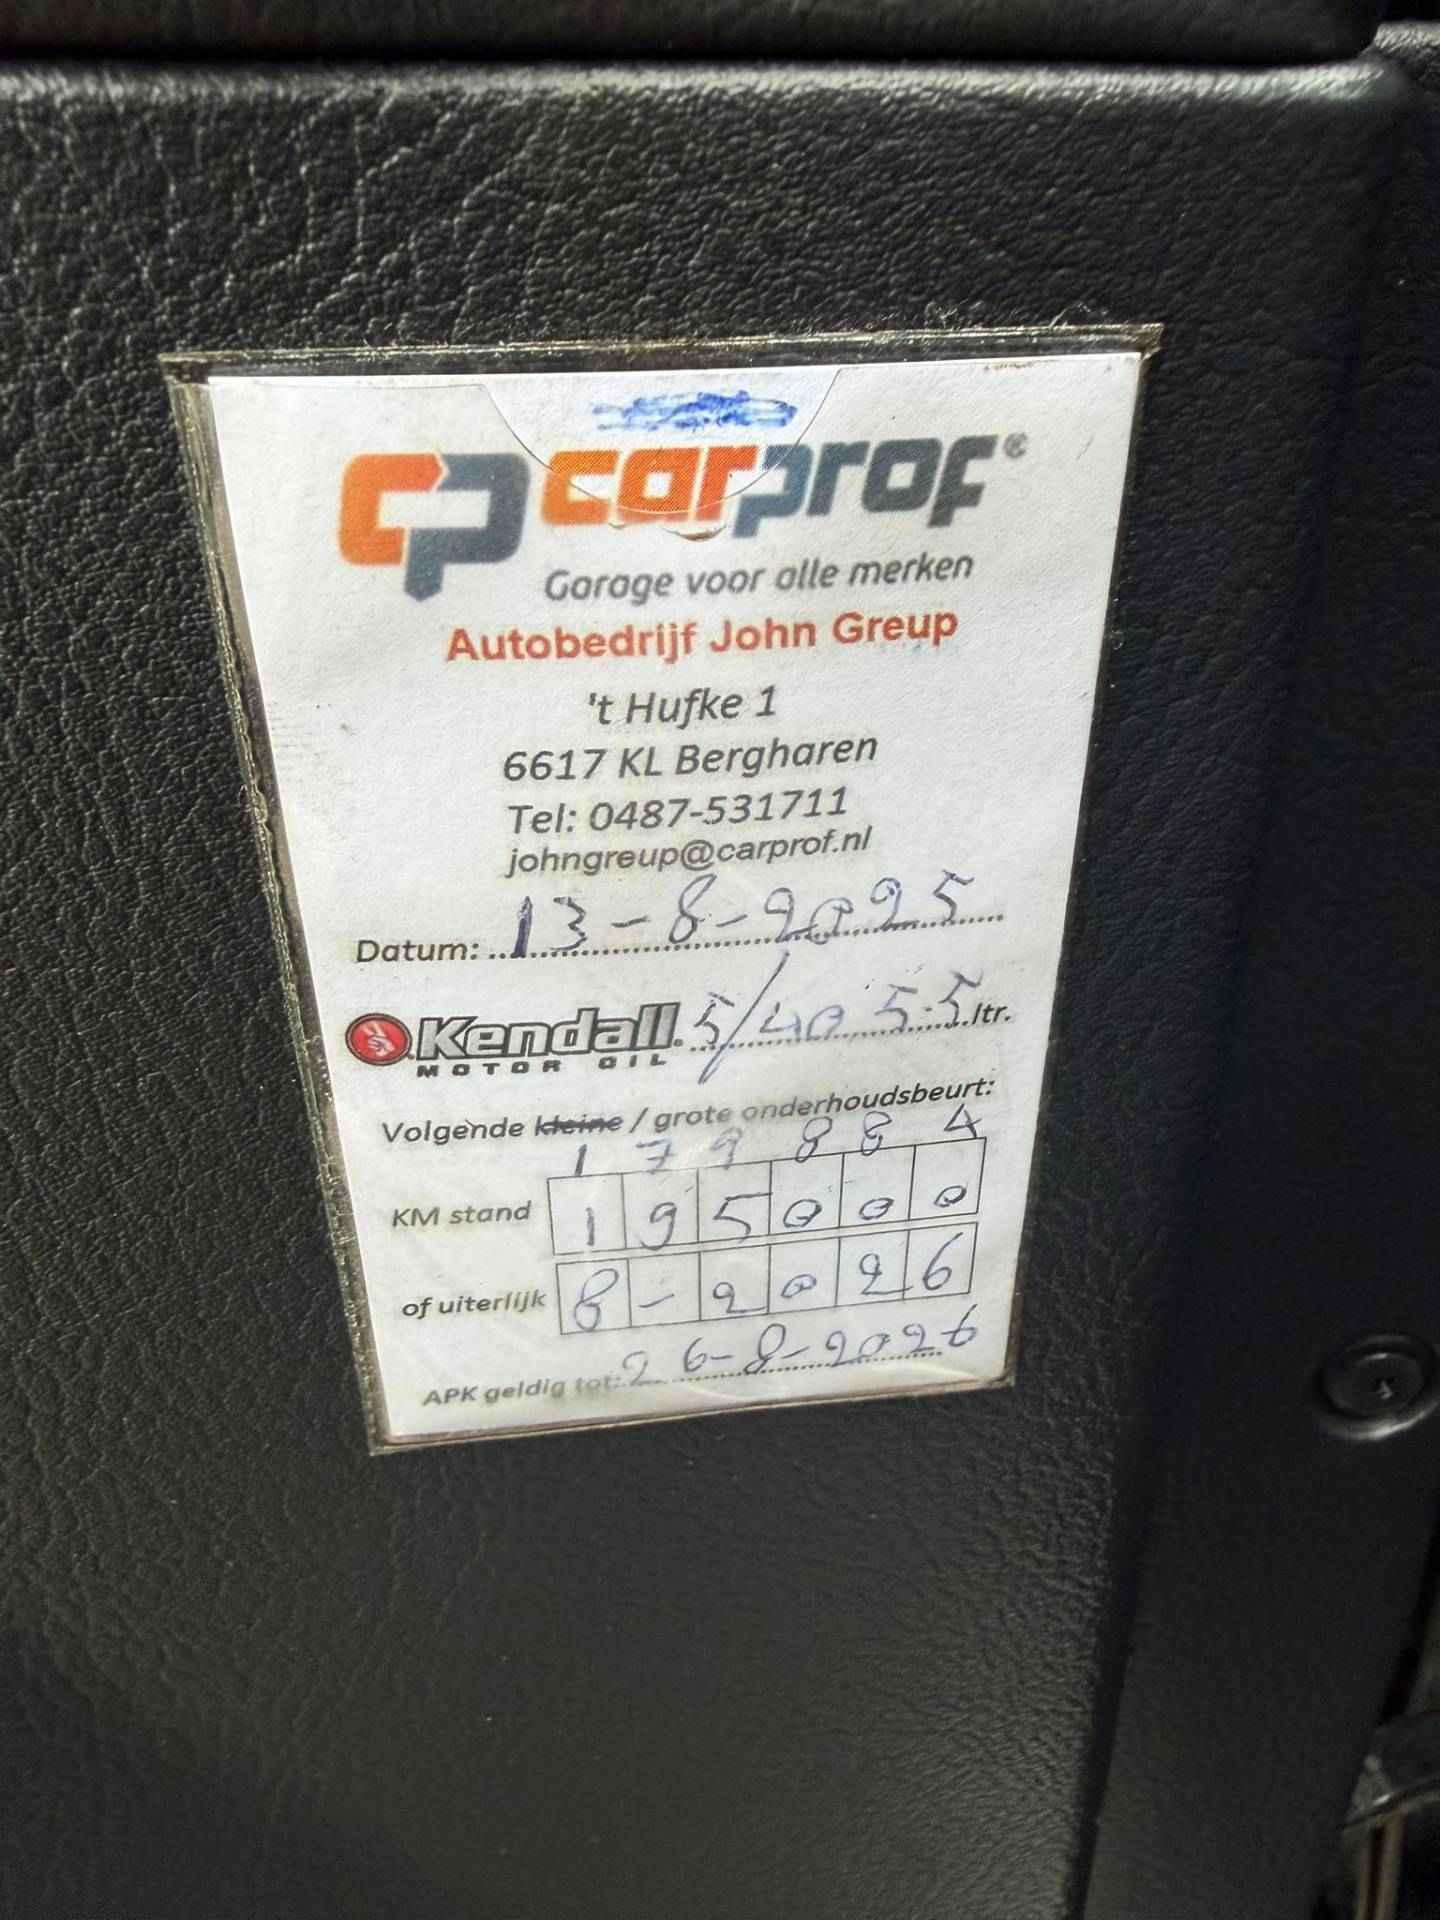 CP carprof®
Garage voor alle merken
Autobedrijf John Greup
't Hufke 1
6617 KL Bergharen
Tel: 0487-531711
johngreup@carprof.nl
Datum: 13-8-2025
Kendall 5/40 5.5 ltr.
MOTOR OIL
Volgende kleine / grote onderhoudsbeurt:
179884
KM stand 195000
of uiterlijk 8-2026
APK geldig tot: 26-8-2026